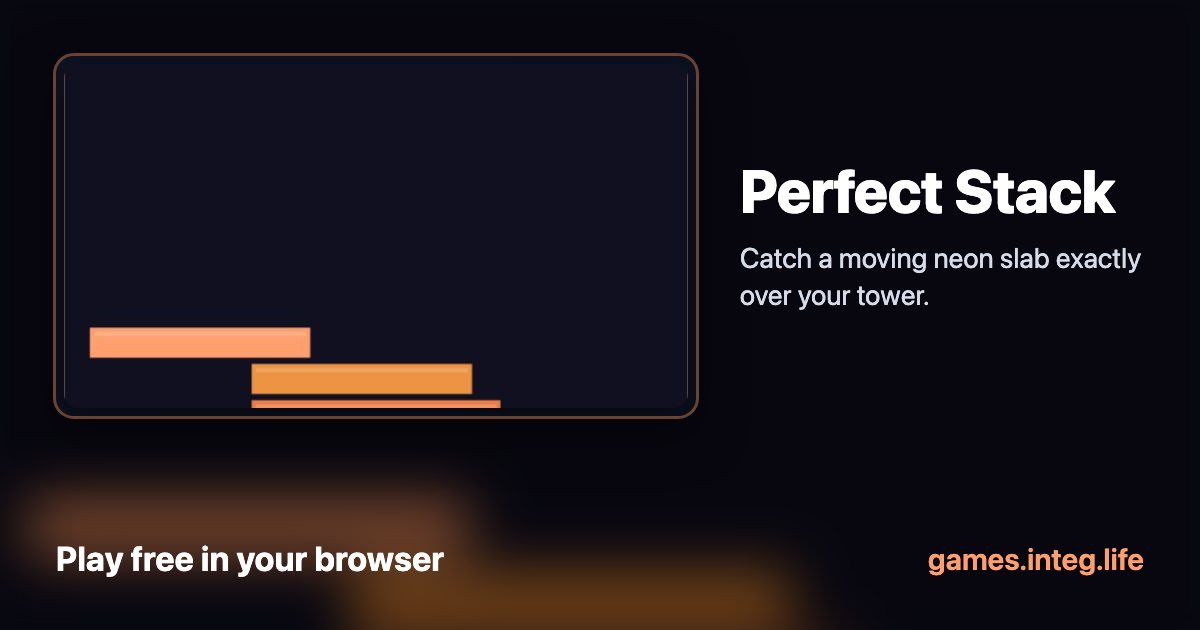 Perfect Stack
Catch a moving neon slab exactly
over your tower.
Play free in your browser
games.integ.life